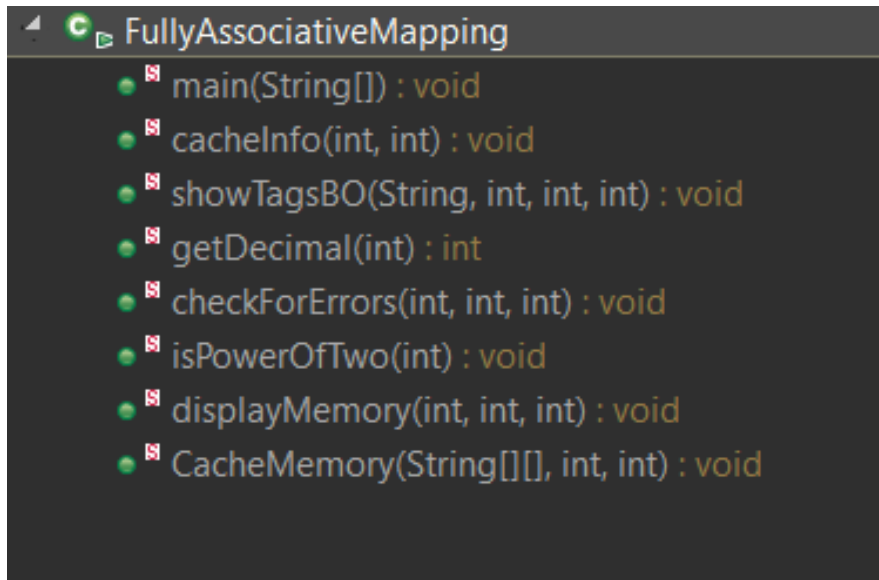 FullyAssociativeMapping
main(String[]) : void
cacheInfo(int, int) : void
showTagsBO(String, int, int, int) : void
getDecimal(int) : int
checkForErrors(int, int, int) : void
isPowerOfTwo(int) : void
displayMemory(int, int, int) : void
CacheMemory(String[][], int, int) : void